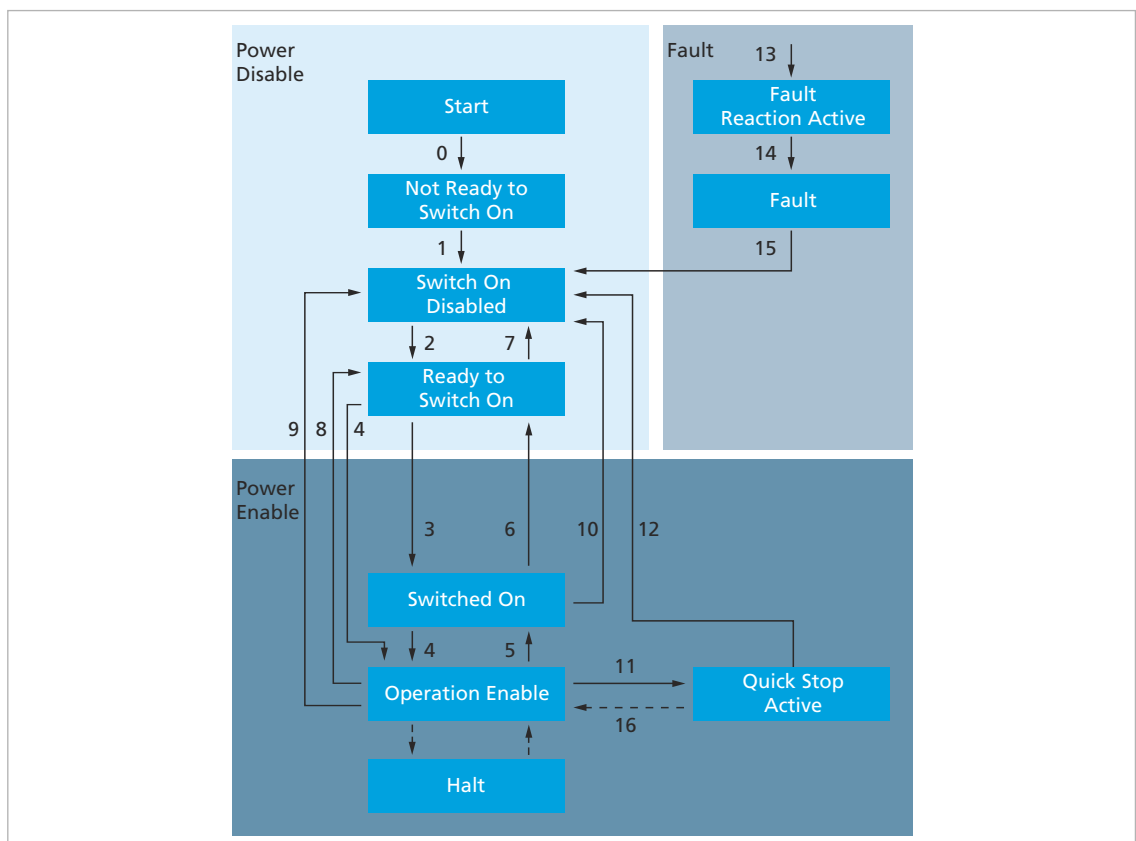 Power
Disable
Start
0
Not Ready to
Switch On
1
Switch On
Disabled
2
7
Ready to
Switch On
9
8
4
Fault
13
Fault
Reaction Active
14
Fault
15
Power
Enable
3
6
10
12
Switched On
4
5
Operation Enable
11
16
Quick Stop
Active
Halt